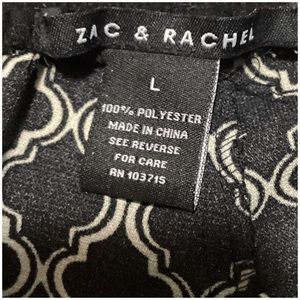 ZAC & RACHEL
L
100% POLYESTER
MADE IN CHINA
SEE REVERSE
FOR CARE
RN 103715